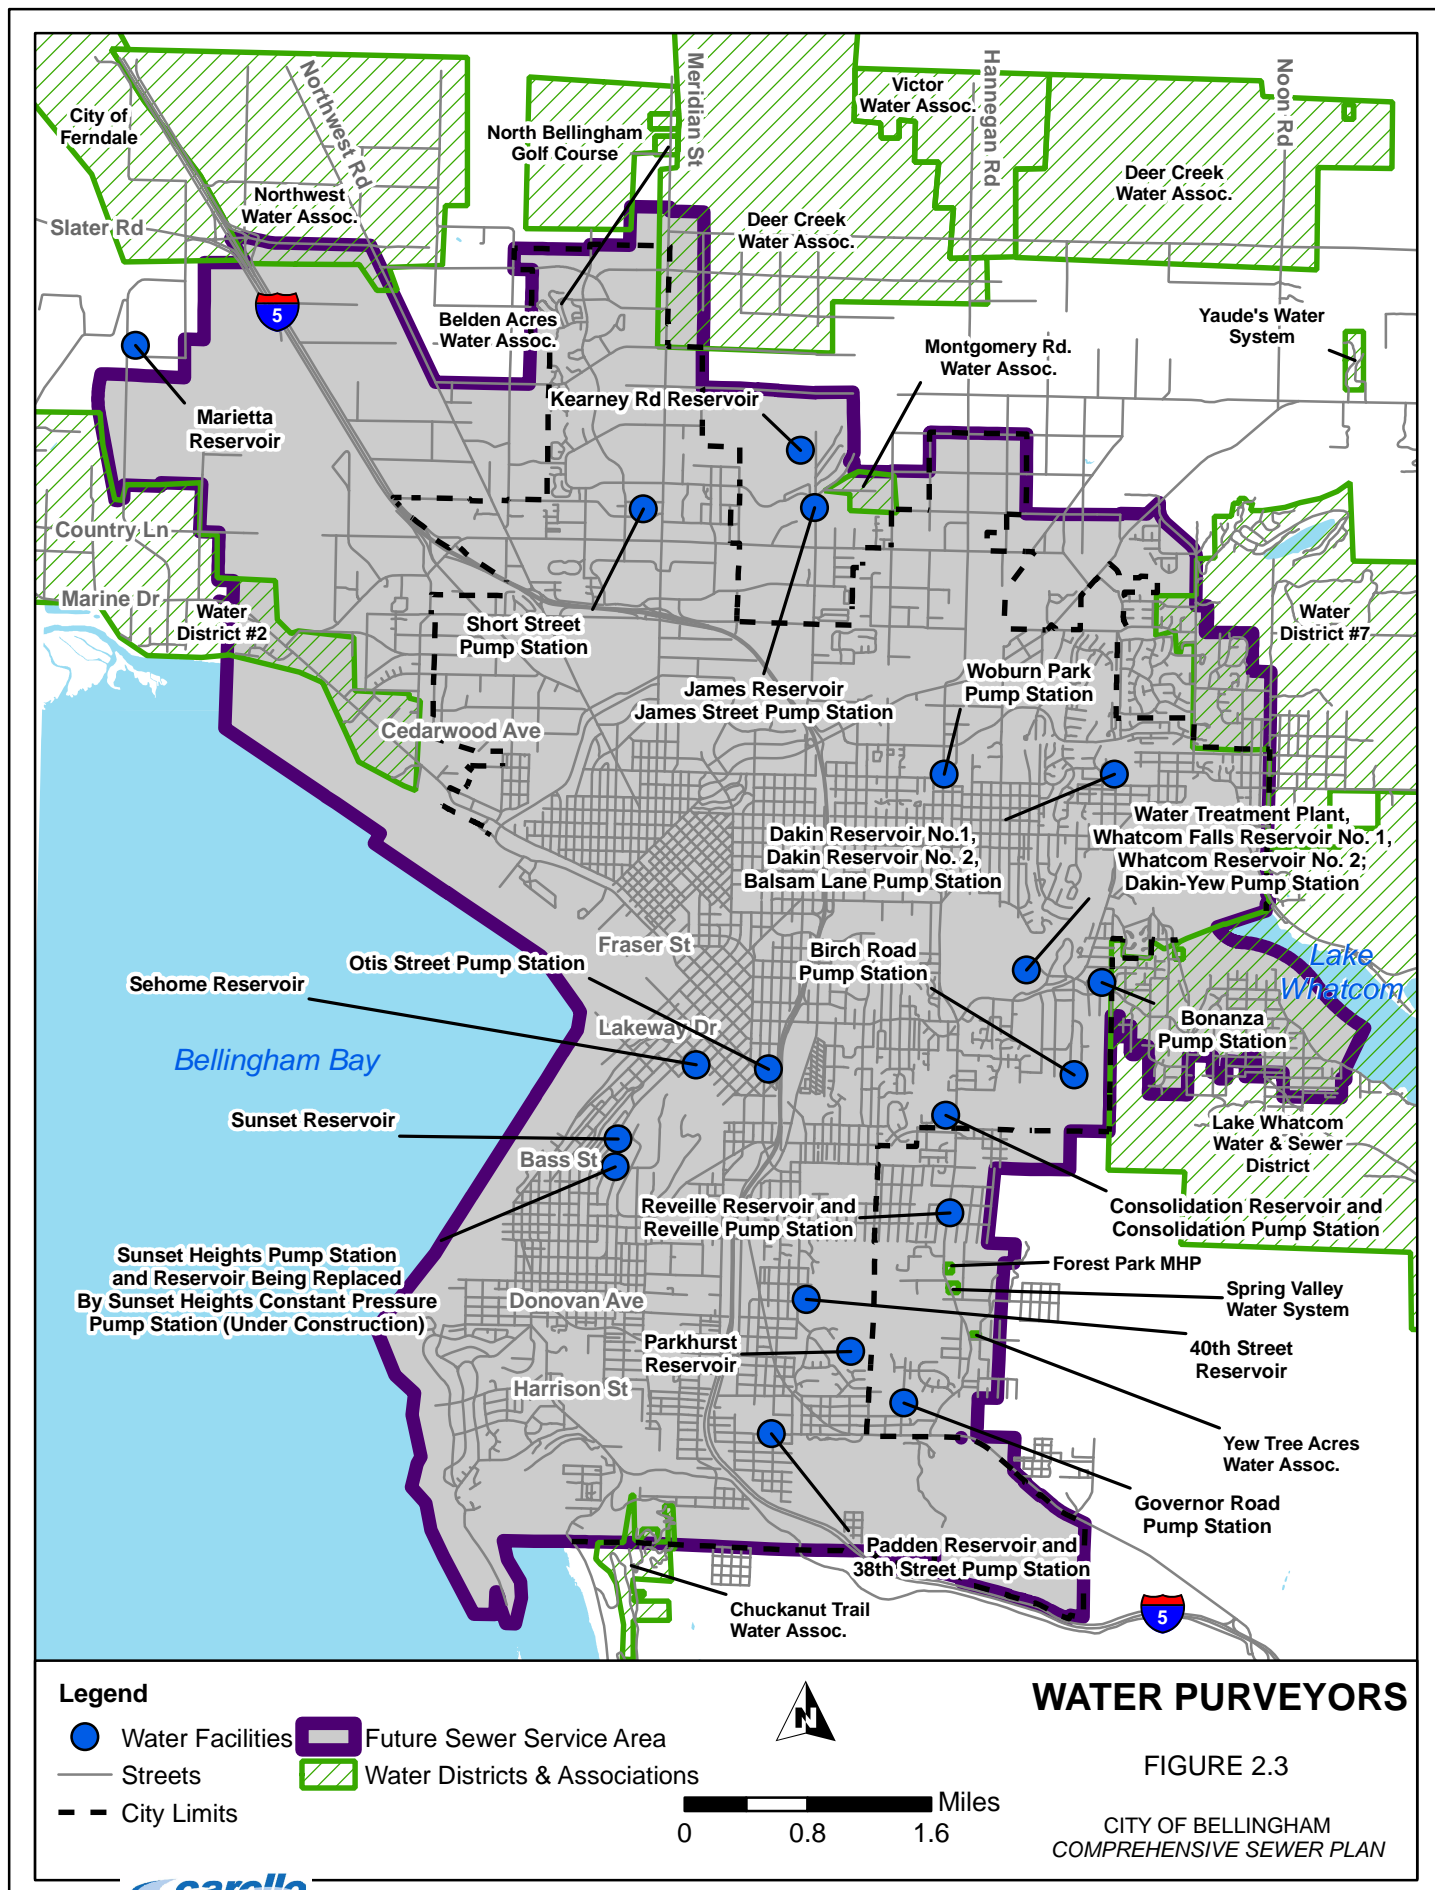 City of
Ferndale
Northwest Rd
Northwest
Water Assoc.
Slater Rd
North Bellingham
Golf Course
Meridian St
Victor
Water Assoc.
Hannegan Rd
Noon Rd
Deer Creek
Water Assoc.
Deer Creek
Water Assoc.
5
Belden Acres
Water Assoc.
Yaude's Water
System
Montgomery Rd.
Water Assoc.
Kearney Rd Reservoir
Marietta
Reservoir
Country Ln
Marine Dr
Water
District #2
Short Street
Pump Station
Water
District #7
Woburn Park
Pump Station
James Reservoir
James Street Pump Station
Cedarwood Ave
Dakin Reservoir No.1,
Dakin Reservoir No. 2,
Balsam Lane Pump Station
Water Treatment Plant,
Whatcom Falls Reservoir No. 1,
Whatcom Reservoir No. 2;
Dakin-Yew Pump Station
Fraser St
Otis Street Pump Station
Birch Road
Pump Station
Lake
Whatcom
Sehome Reservoir
Lakeway Dr
Bonanza
Pump Station
Bellingham Bay
Sunset Reservoir
Bass St
Lake Whatcom
Water & Sewer
District
Reveille Reservoir and
Reveille Pump Station
Consolidation Reservoir and
Consolidation Pump Station
Sunset Heights Pump Station
and Reservoir Being Replaced
By Sunset Heights Constant Pressure
Pump Station (Under Construction)
Forest Park MHP
Spring Valley
Water System
Donovan Ave
Parkhurst
Reservoir
40th Street
Reservoir
Harrison St
Yew Tree Acres
Water Assoc.
Governor Road
Pump Station
Padden Reservoir and
38th Street Pump Station
Chuckanut Trail
Water Assoc.
5
Legend
Water Facilities
Future Sewer Service Area
Streets
Water Districts & Associations
City Limits
N
Miles
0 0.8 1.6
WATER PURVEYORS
FIGURE 2.3
CITY OF BELLINGHAM
COMPREHENSIVE SEWER PLAN